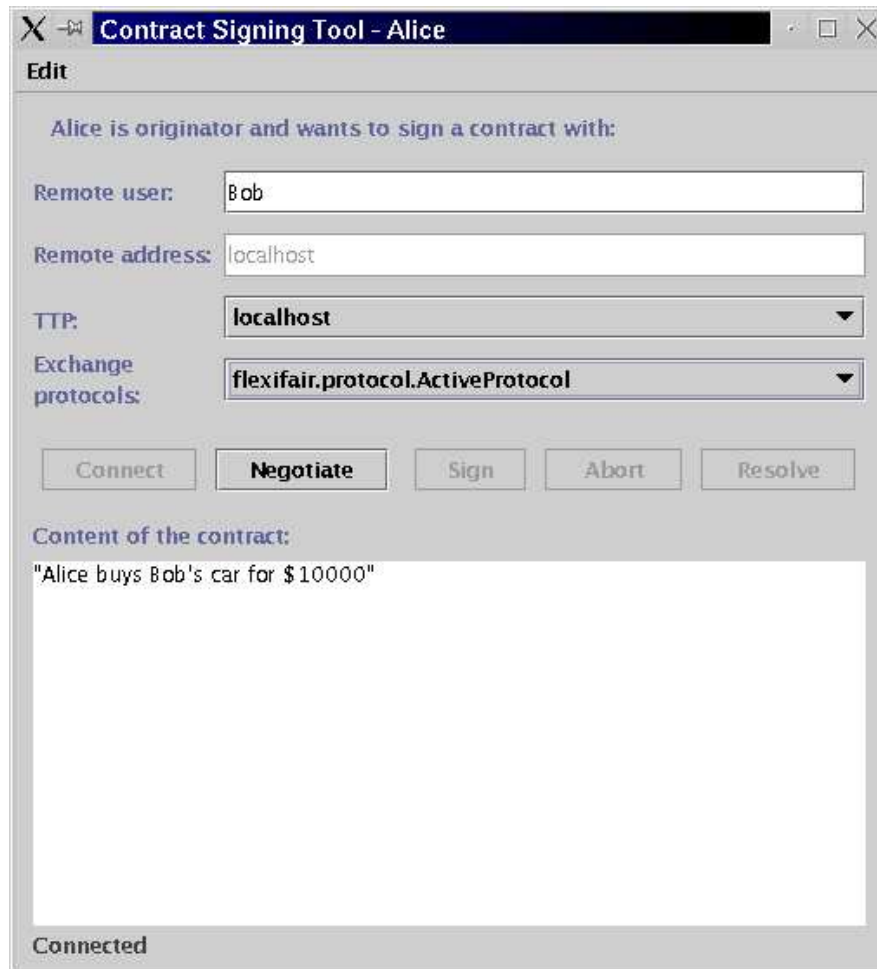 Contract Signing Tool - Alice
Edit
Alice is originator and wants to sign a contract with:
Remote user: Bob
Remote address: localhost
TTP: localhost
Exchange
protocols: flexifair.protocol.ActiveProtocol
Connect Negotiate Sign Abort Resolve
Content of the contract:
"Alice buys Bob's car for $10000"
Connected